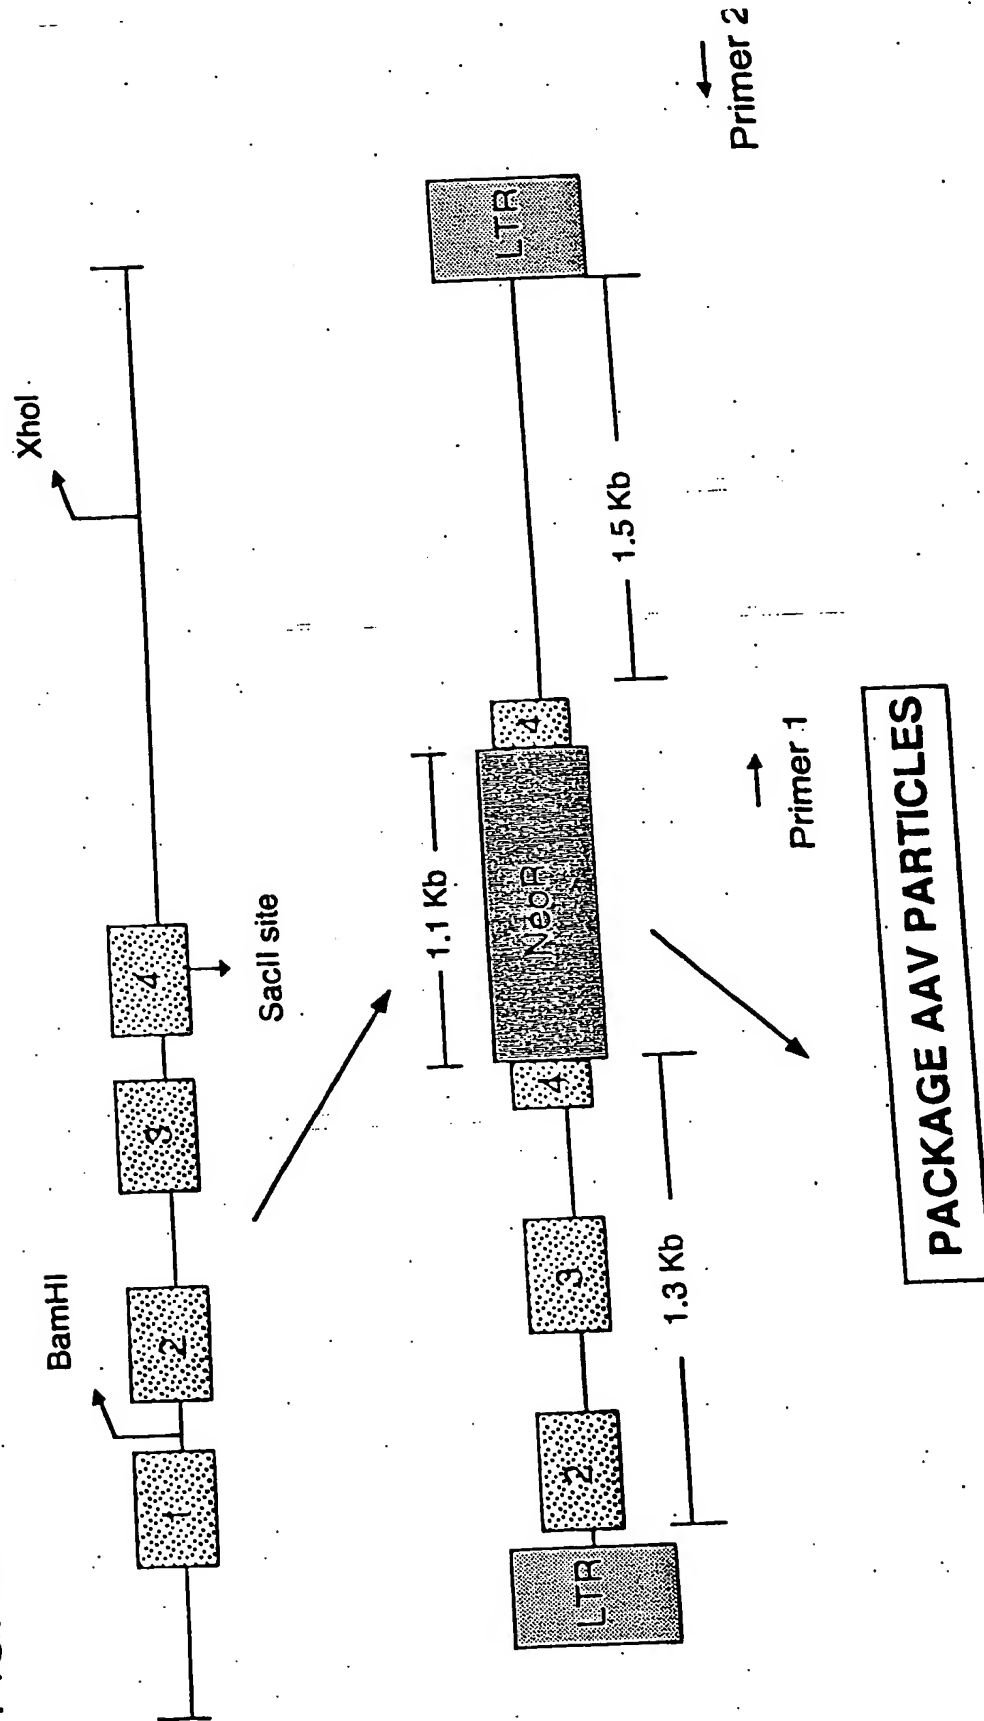 BamHI
XhoI
1
2
3
4
SacII site
1.1 Kb
LTR
2
3
4
NeoR
4
LTR
1.3 Kb
1.5 Kb
Primer 1
Primer 2
PACKAGE AAV PARTICLES